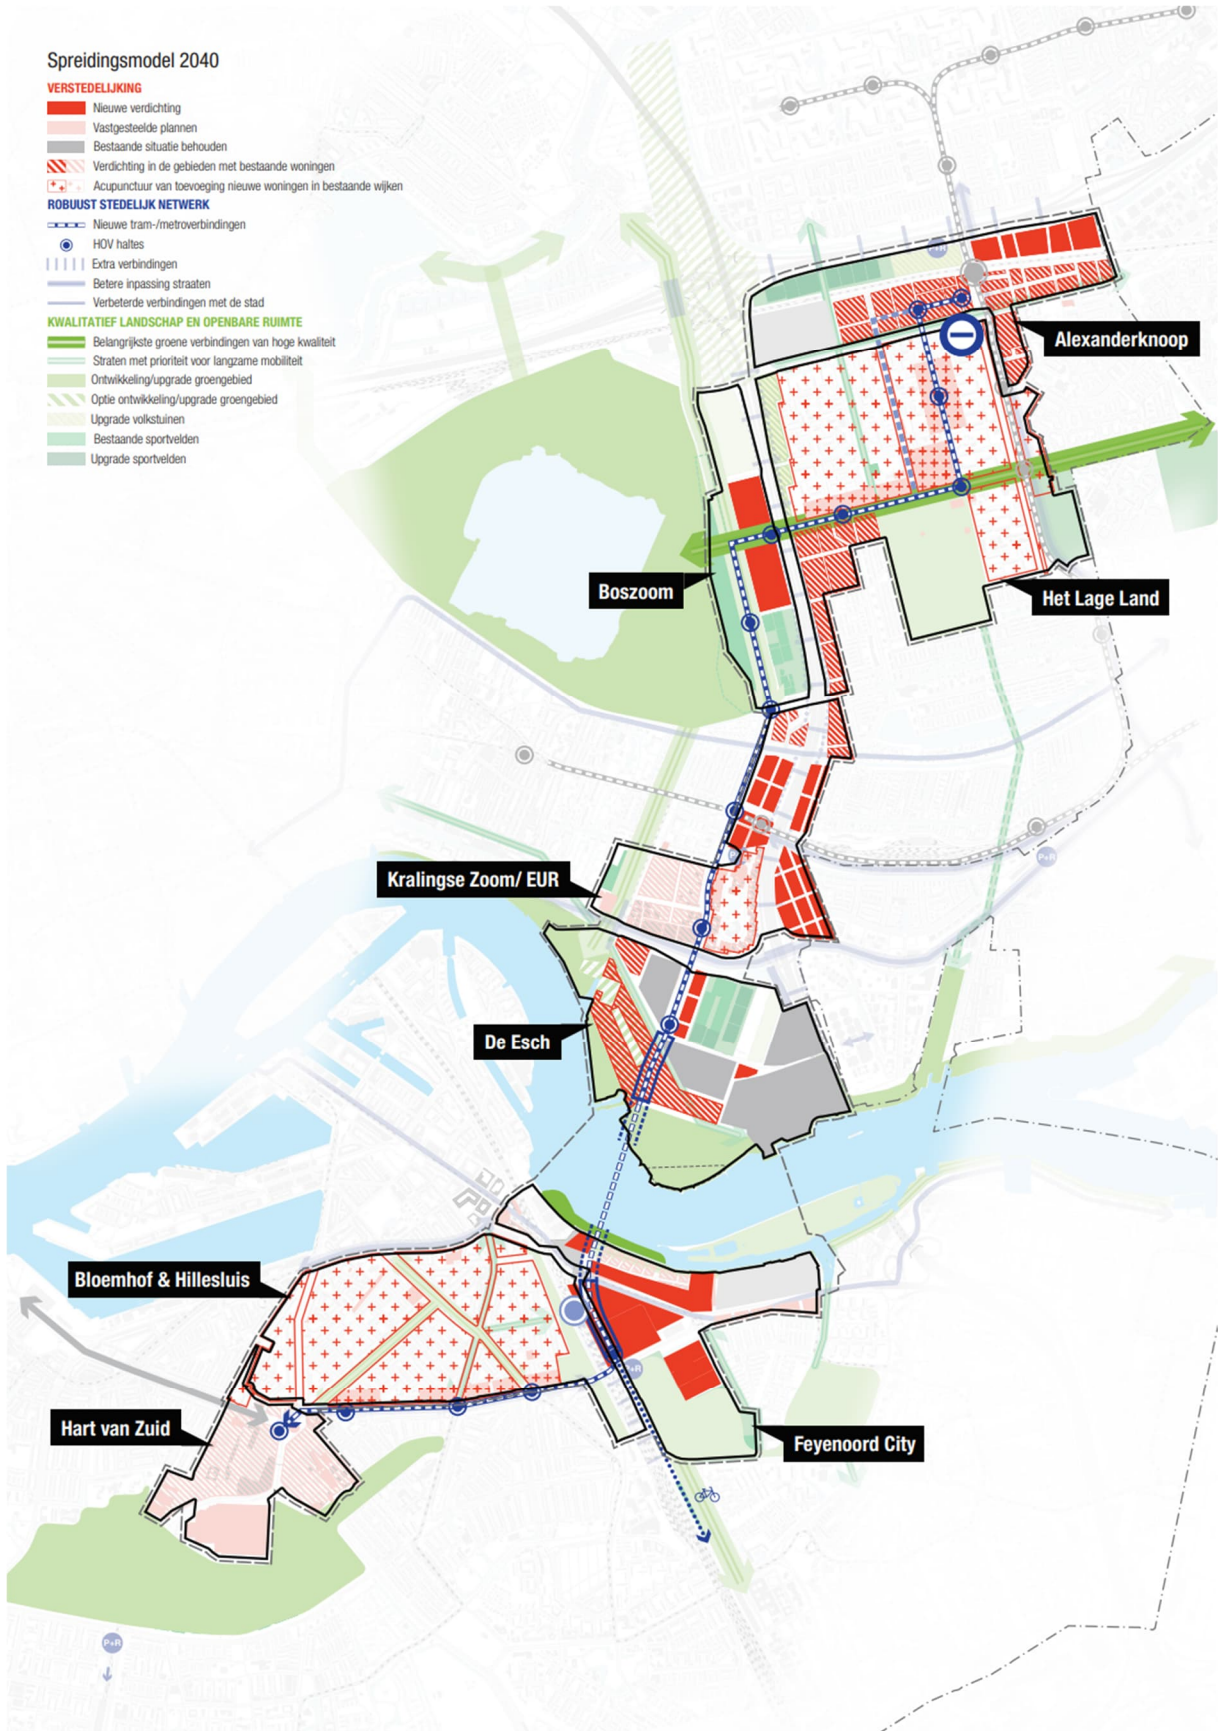 Spreidingsmodel 2040
VERSTEDELIJKING
Nieuwe verdichting
Vastgestelde plannen
Bestaande situatie behouden
Verdichting in de gebieden met bestaande woningen
Acupunctuur van toevoeging nieuwe woningen in bestaande wijken
ROBUUST STEDELIJK NETWERK
Nieuwe tram-/metroverbindingen
HOV haltes
Extra verbindingen
Betere inpassing straaten
Verbeterde verbindingen met de stad
KWALITATIEF LANDSCHAP EN OPENBARE RUIMTE
Belangrijkste groene verbindingen van hoge kwaliteit
Straten met prioriteit voor langzame mobiliteit
Ontwikkeling/upgrade groengebied
Optie ontwikkeling/upgrade groengebied
Upgrade volkstuinen
Bestaande sportvelden
Upgrade sportvelden
P+R
Alexanderknoop
Boszoom
Het Lage Land
P+R
Kralingse Zoom/ EUR
De Esch
Bloemhof & Hillesluis
P+R
Hart van Zuid
Feyenoord City
P+R